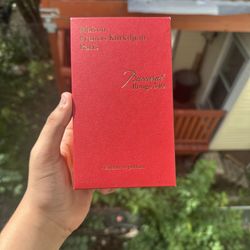 Maison
Francis Kurkdjian
Paris
Baccarat
Rouge 540